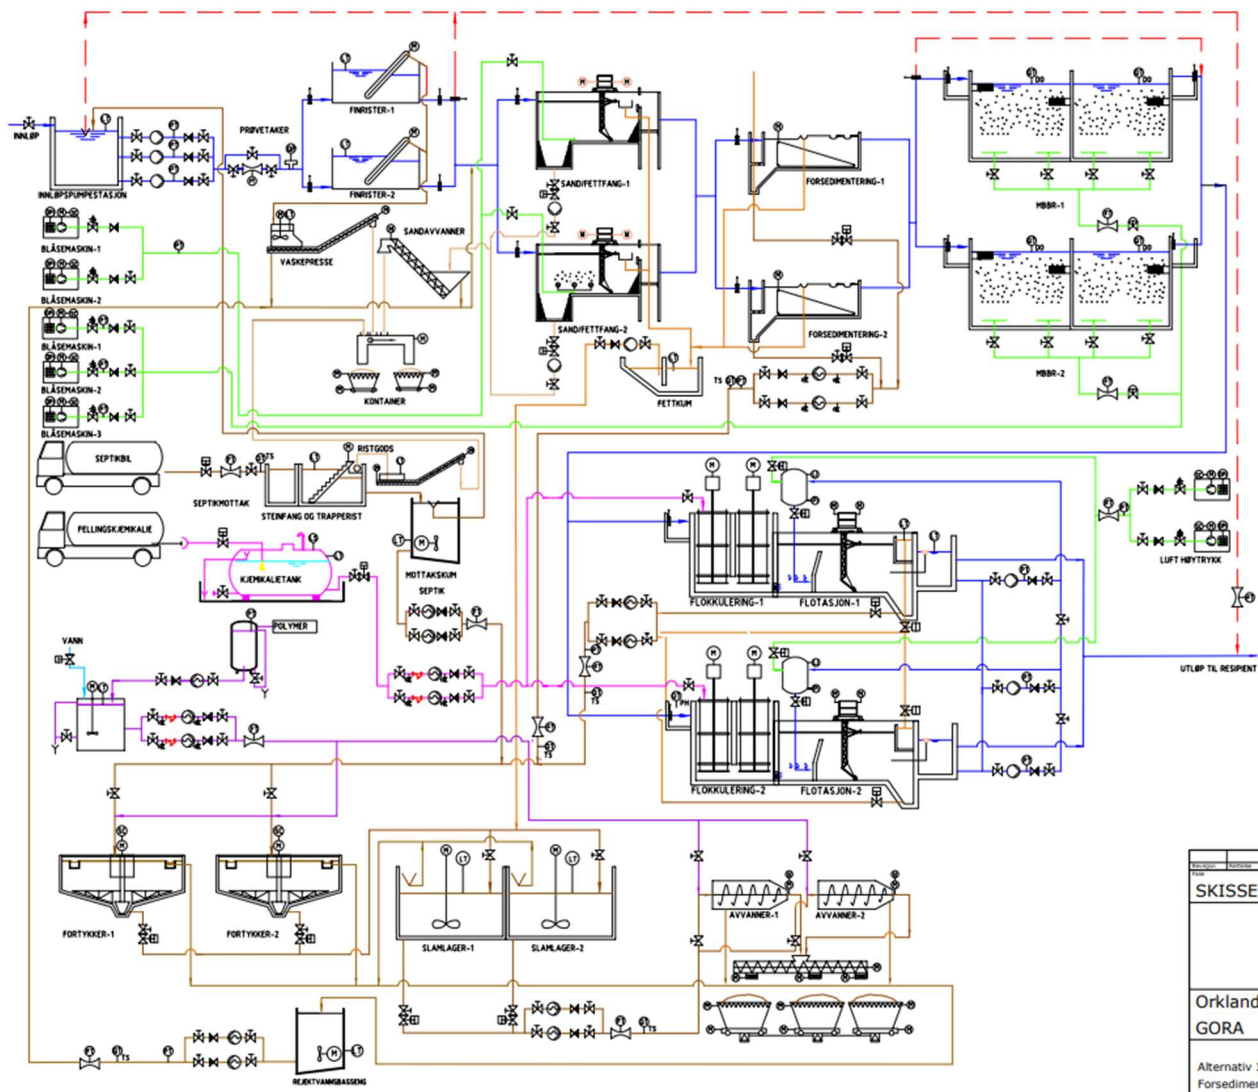 INNLØP
INNLØPSPUMPESTASJON
PRØVETAKER
FINRISTER-1
FINRISTER-2
SAND/FETTFANG-1
SAND/FETTFANG-2
FORSEDIMENTERING-1
FORSEDIMENTERING-2
MBBR-1
MBBR-2
BLÅSEMASKIN-1
BLÅSEMASKIN-2
VASKEPRESSE
SANDAVVANNER
BLÅSEMASKIN-1
BLÅSEMASKIN-2
BLÅSEMASKIN-3
KONTAINER
FETTKUM
SEPTIKBIL
SEPTIKMOTTAK
RISTGODS
STEINFANG OG TRAPPERIST
FELLINGSKJEMIKALIE
KJEMIKALIETANK
MOTTAKSKUM
SEPTIK
FLOKKULERING-1
FLOTASJON-1
LUFT HØYTRYKK
VANN
POLYMER
UTLØP TIL RESIPIENT
FLOKKULERING-2
FLOTASJON-2
FORTYKKER-1
FORTYKKER-2
SLAMLAGER-1
SLAMLAGER-2
AVVANNER-1
AVVANNER-2
REJEKTVANNSBASSENG
SKISSE
Orkland
GORA
Alternativ
Forsedime